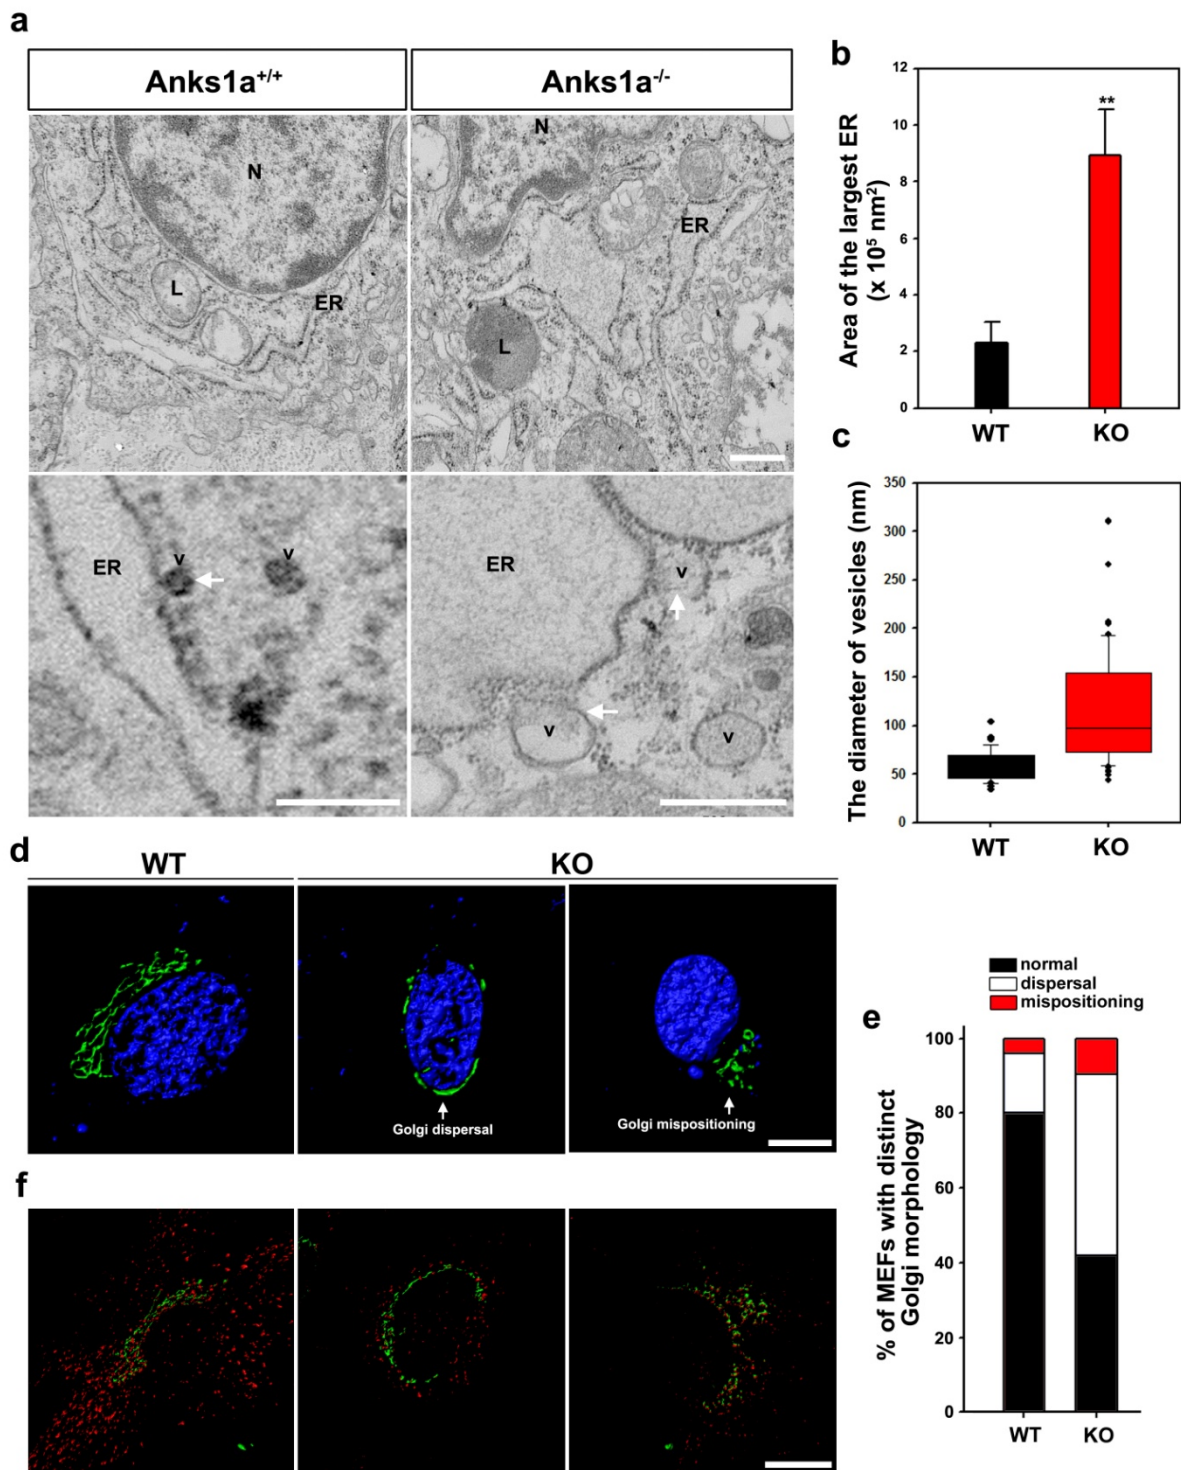 a
Anks1a+/+
Anks1a-/-
N
L
ER
N
ER
L
ER
v
v
ER
v
v
v
b
Area of the largest ER
(x 10⁵ nm²)
12
10
8
6
4
2
0
**
WT
KO
c
The diameter of vesicles (nm)
350
300
250
200
150
100
50
0
WT
KO
d
WT
KO
Golgi dispersal
Golgi mispositioning
e
normal
dispersal
mispositioning
% of MEFs with distinct
Golgi morphology
100
80
60
40
20
0
WT
KO
f